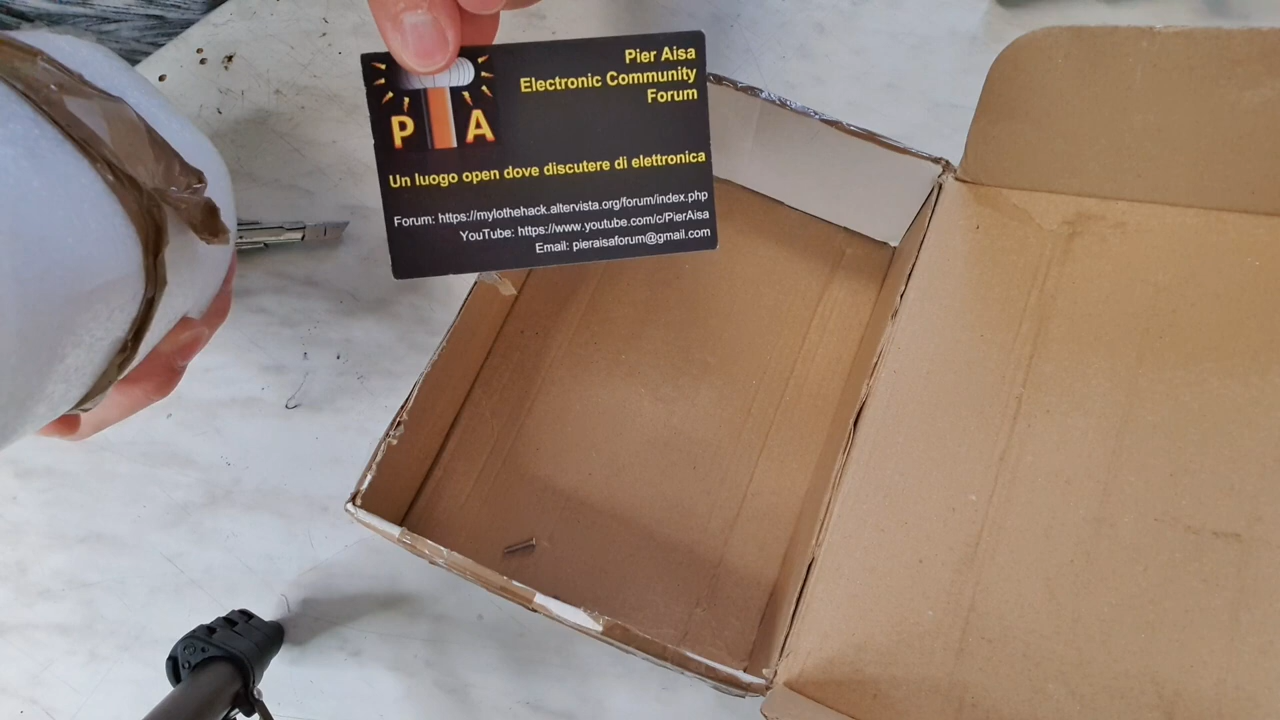 Pier Aisa
Electronic Community
Forum
P A
Un luogo open dove discutere di elettronica
Forum: https://mylothehack.altervista.org/forum/index.php
YouTube: https://www.youtube.com/c/PierAisa
Email: pieraisaforum@gmail.com